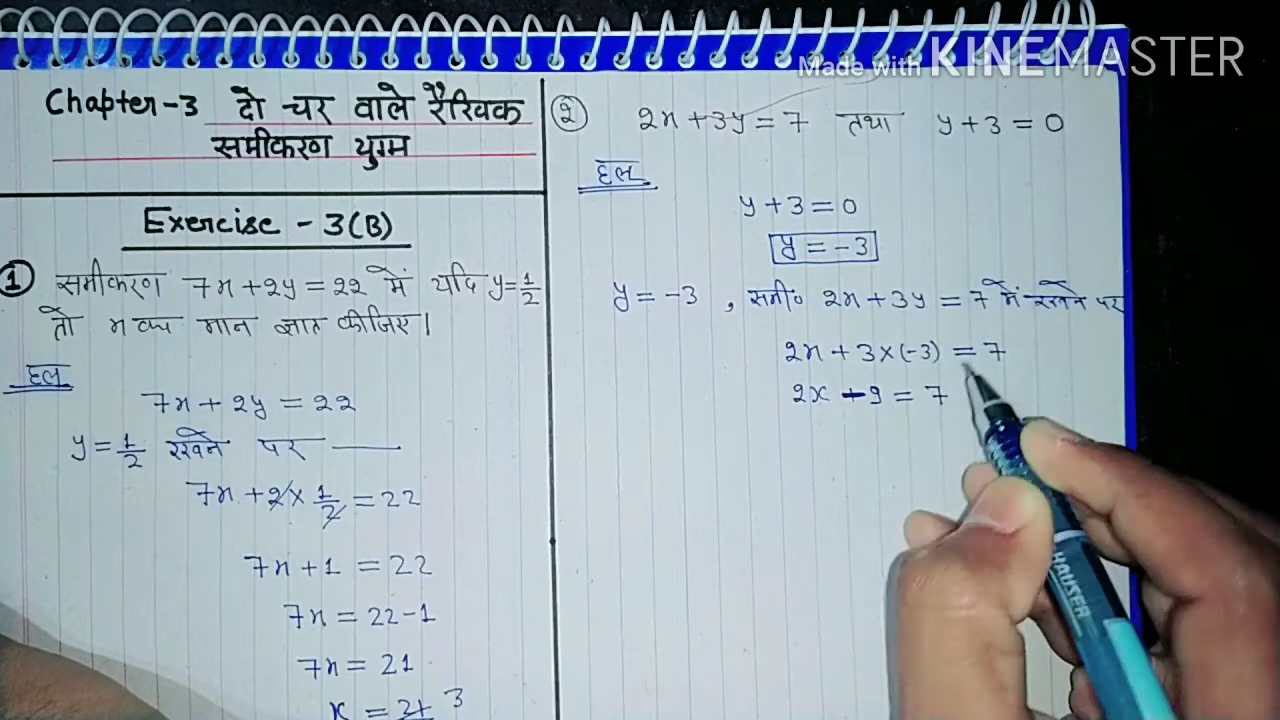 Made with KINEMASTER
Chapter-3 दो चर वाले रैखिक
समीकरण युग्म
Exercise - 3(B)
1 समीकरण 7x+2y=22 में यदि y=1/2
तो x का मान ज्ञात कीजिए।
हल
7x+2y=22
y=1/2 रखने पर
7x+2×1/2=22
7x+1=22
7x=22-1
7x=21
x=21 3
२ 2x+3y=7 तथा y+3=0
हल
y+3=0
y=-3
y=-3, समी० 2x+3y=7 में रखने पर
2x+3×(-3)=7
2x-9=7
HAUSER